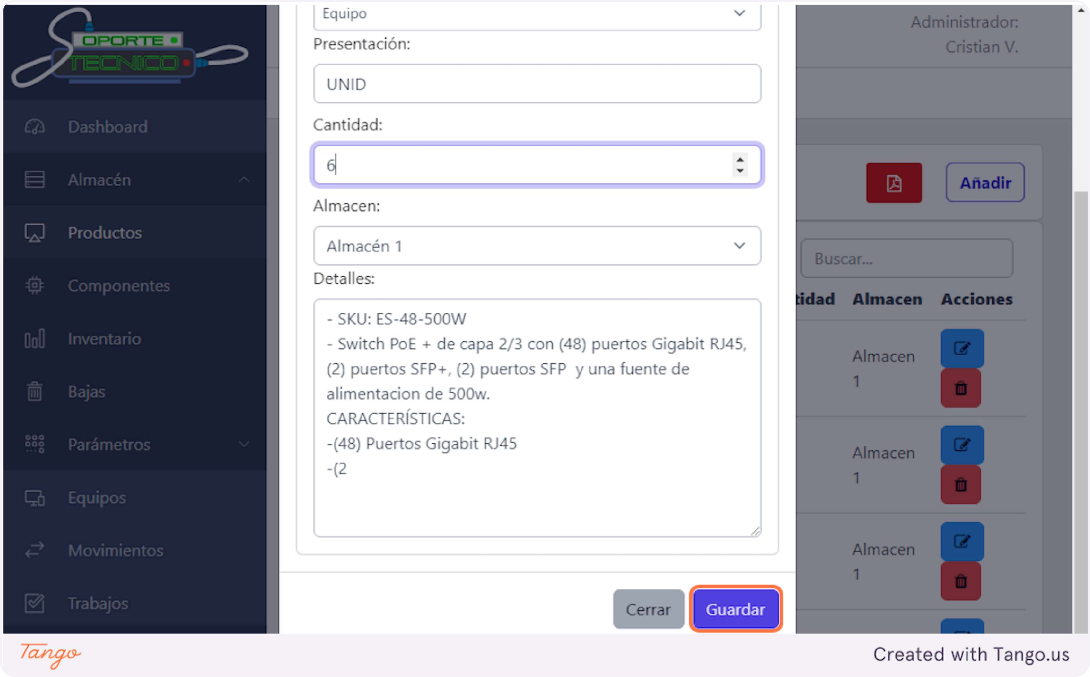 OPORTE
TECNICO
Dashboard
Almacén
Productos
Componentes
Inventario
Bajas
Parámetros
Equipos
Movimientos
Trabajos
Equipo
Presentación:
UNID
Cantidad:
6
Almacen:
Almacén 1
Detalles:
- SKU: ES-48-500W
- Switch PoE + de capa 2/3 con (48) puertos Gigabit RJ45,
(2) puertos SFP+, (2) puertos SFP y una fuente de
alimentacion de 500w.
CARACTERÍSTICAS:
-(48) Puertos Gigabit RJ45
-(2
Cerrar
Guardar
Administrador:
Cristian V.
Añadir
Buscar...
tidad Almacen Acciones
Almacen
1
Almacen
1
Almacen
1
Tango
Created with Tango.us